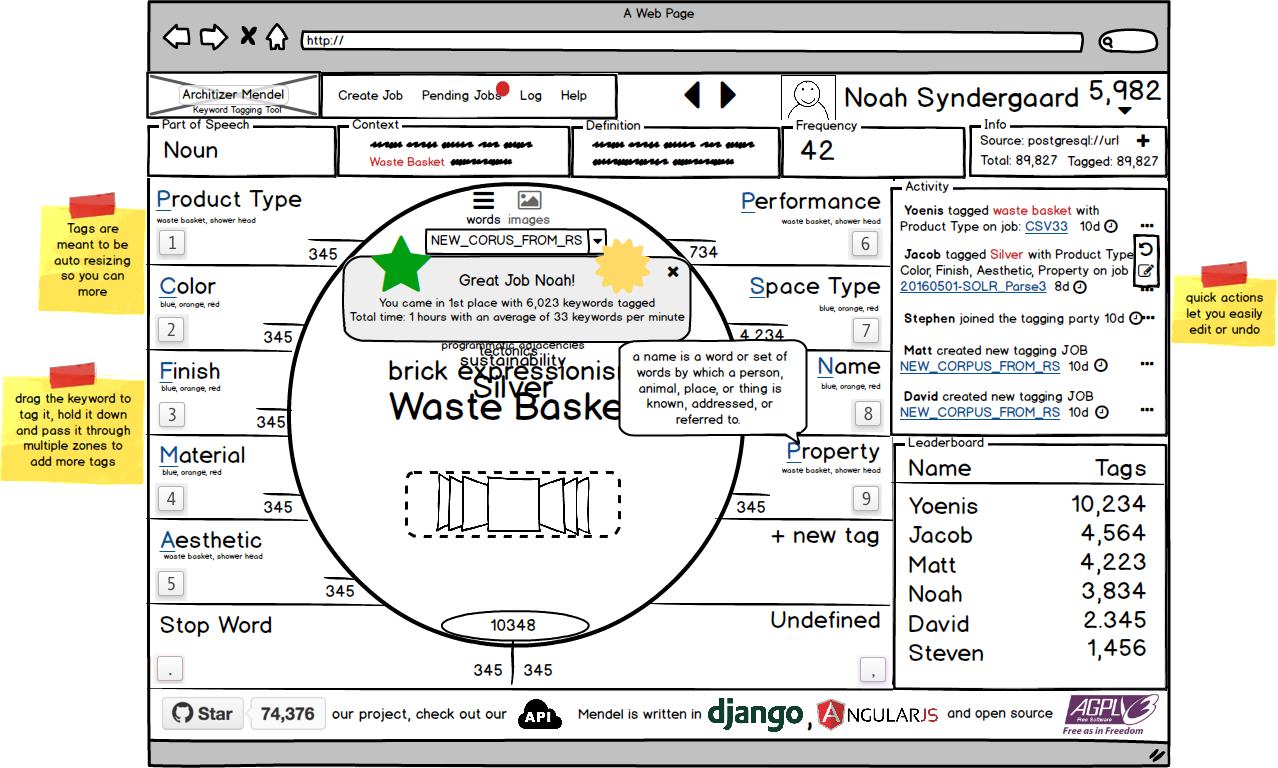 A Web Page
http://
Architizer Mendel
Keyword Tagging Tool
Create Job
Pending Jobs
Log
Help
Noah Syndergaard
5,982
Part of Speech
Noun
Context
Waste Basket
Definition
Frequency
42
Info
Source: postgresql://url
Total: 89,827 Tagged: 89,827
Tags are
meant to be
auto resizing
so you can
more
drag the keyword to
tag it, hold it down
and pass it through
multiple zones to
add more tags
Product Type
waste basket, shower head
1
345
Color
blue, orange, red
2
345
Finish
blue, orange, red
3
345
Material
blue, orange, red
4
345
Aesthetic
waste basket, shower head
5
345
Stop Word
.
words
images
NEW_CORUS_FROM_RS
Great Job Noah!
You came in 1st place with 6,023 keywords tagged
Total time: 1 hours with an average of 33 keywords per minute
programmatic adjacencies
tectonics
sustainability
brick expressionis
Silver
Waste Baske
a name is a word or set of
words by which a person,
animal, place, or thing is
known, addressed, or
referred to.
10348
345
345
Performance
waste basket, shower head
6
734
Space Type
blue, orange, red
7
4,234
Name
blue, orange, red
8
Property
waste basket, shower head
9
345
+ new tag
Undefined
,
Activity
Yoenis tagged waste basket with
Product Type on job: CSV33 10d
Jacob tagged Silver with Product Type
Color, Finish, Aesthetic, Property on job
20160501-SOLR_Parse3 8d
Stephen joined the tagging party 10d
Matt created new tagging JOB
NEW_CORPUS_FROM_RS 10d
David created new tagging JOB
NEW_CORPUS_FROM_RS 10d
quick actions
let you easily
edit or undo
Leaderboard
Name Tags
Yoenis 10,234
Jacob 4,564
Matt 4,223
Noah 3,834
David 2.345
Steven 1,456
Star
74,376
our project, check out our
API
Mendel is written in
django
,
ANGULARJS
and open source
AGPLV3
Free Software
Free as in Freedom